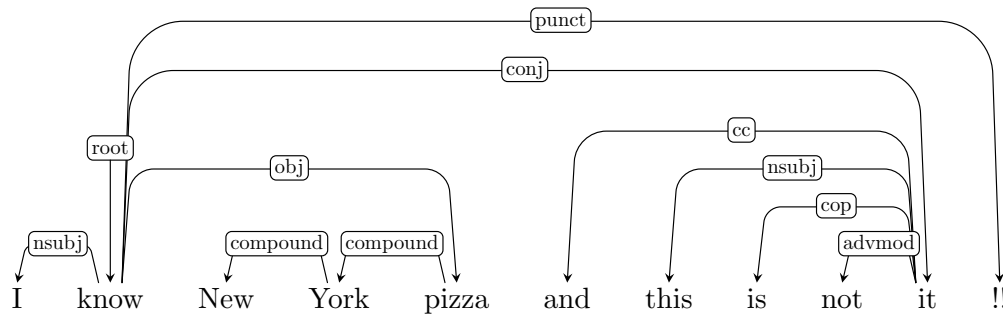 punct
conj
cc
root
obj nsubj
cop
nsubj compound compound advmod
I know New York pizza and this is not it !!